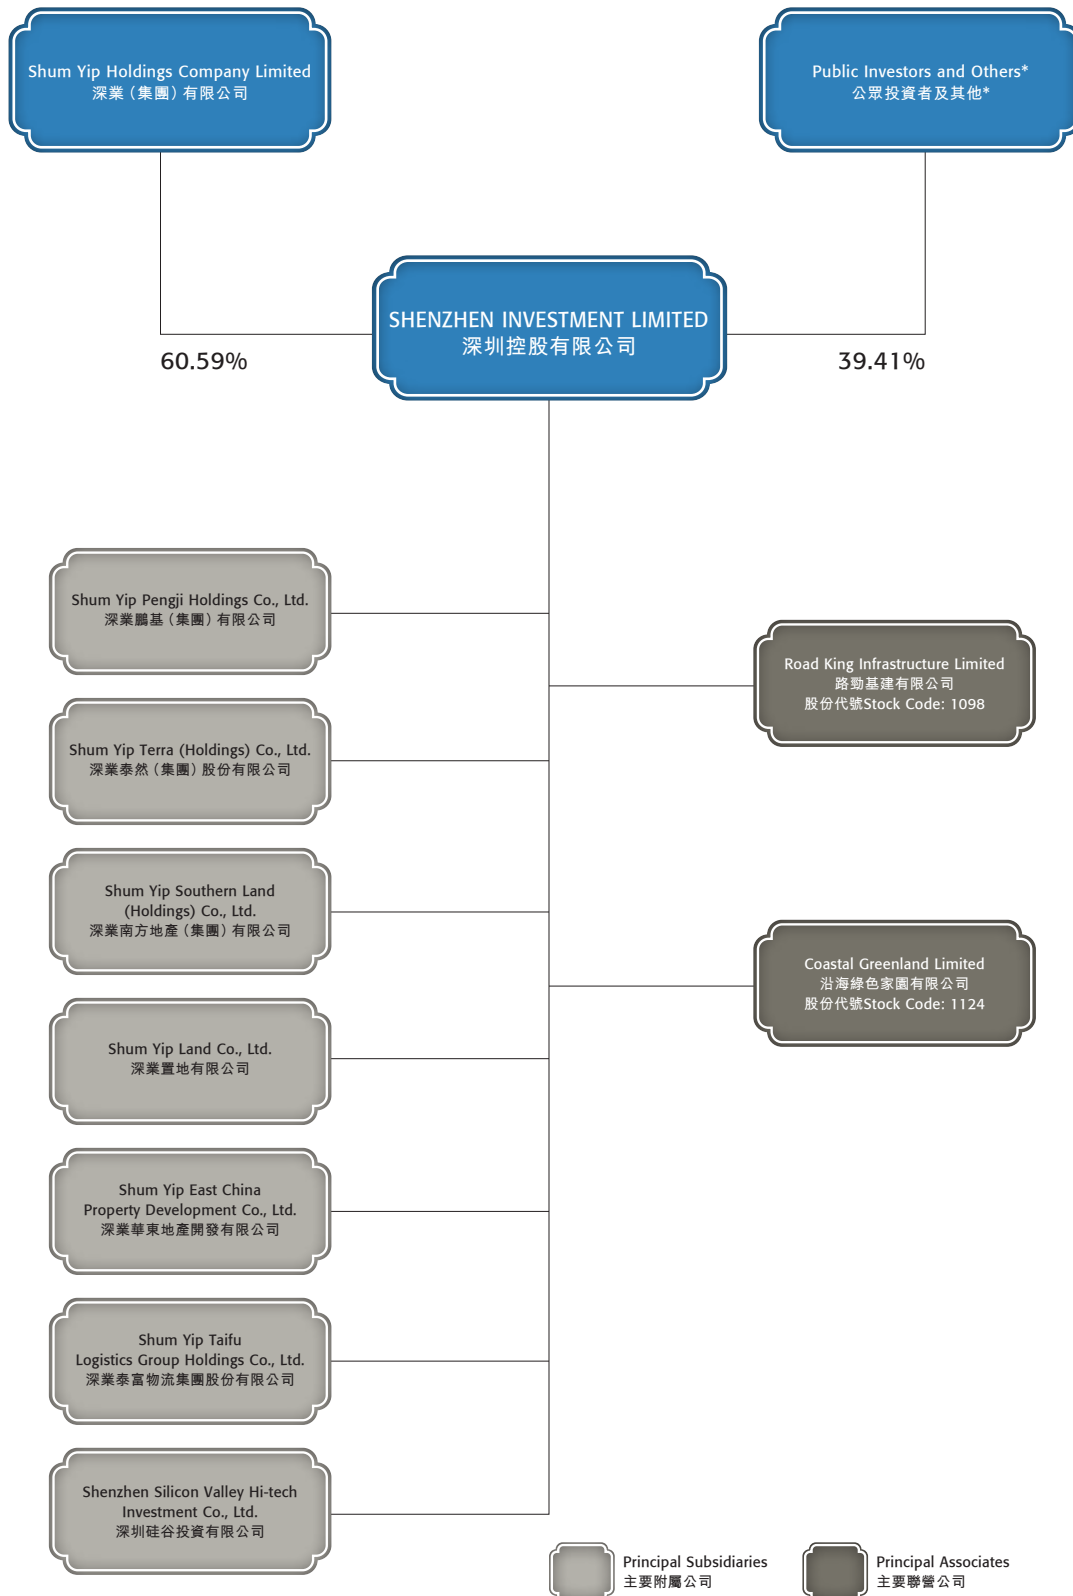 Shum Yip Holdings Company Limited
深業（集團）有限公司
Public Investors and Others*
公眾投資者及其他*
SHENZHEN INVESTMENT LIMITED
深圳控股有限公司
60.59%
39.41%
Shum Yip Pengji Holdings Co., Ltd.
深業鵬基（集團）有限公司
Road King Infrastructure Limited
路勁基建有限公司
股份代號Stock Code: 1098
Shum Yip Terra (Holdings) Co., Ltd.
深業泰然（集團）股份有限公司
Shum Yip Southern Land
(Holdings) Co., Ltd.
深業南方地產（集團）有限公司
Coastal Greenland Limited
沿海綠色家園有限公司
股份代號Stock Code: 1124
Shum Yip Land Co., Ltd.
深業置地有限公司
Shum Yip East China
Property Development Co., Ltd.
深業華東地產開發有限公司
Shum Yip Taifu
Logistics Group Holdings Co., Ltd.
深業泰富物流集團股份有限公司
Shenzhen Silicon Valley Hi-tech
Investment Co., Ltd.
深圳硅谷投資有限公司
Principal Subsidiaries
主要附屬公司
Principal Associates
主要聯營公司